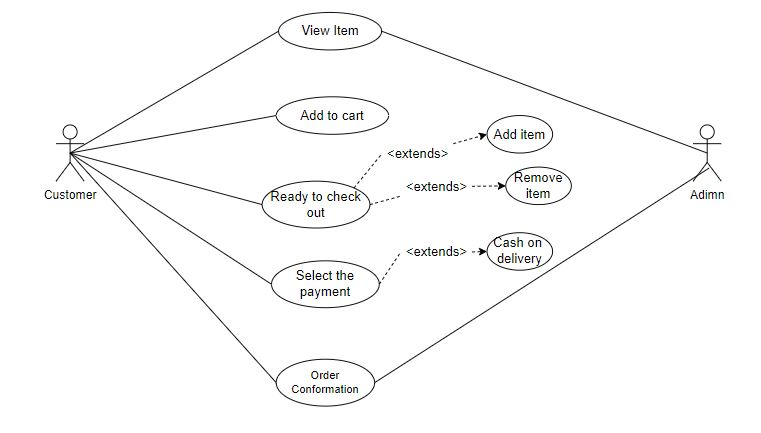 View Item
Add to cart
Add item
<extends>
Remove
item
<extends>
Ready to check
out
Customer
Adimn
Cash on
delivery
<extends>
Select the
payment
Order
Conformation